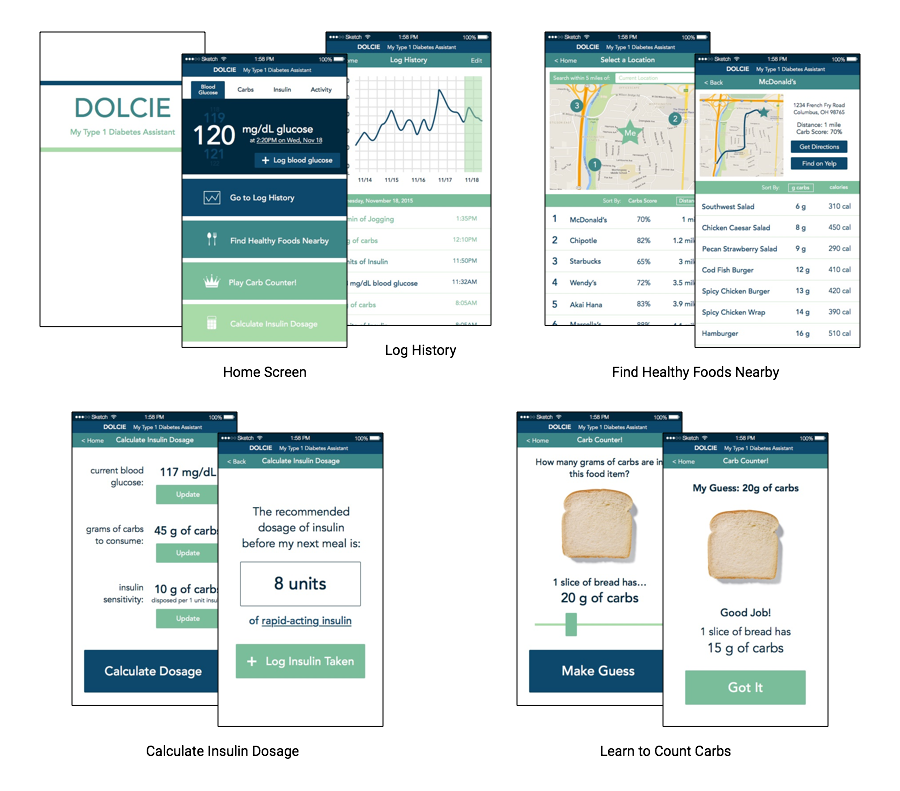 DOLCIE
My Type 1 Diabetes Assistant
Sketch 1:58 PM 100%
DOLCIE My Type 1 Diabetes Assistant
Blood Glucose Carbs Insulin Activity
119
120 mg/dL glucose
at 2:20PM on Wed, Nov 18
121
+ Log blood glucose
Go to Log History
Find Healthy Foods Nearby
Play Carb Counter!
Calculate Insulin Dosage
Home Screen
Sketch 1:58 PM 100%
DOLCIE My Type 1 Diabetes Assistant
Log History Edit
11/14 11/15 11/16 11/17 11/18
November 18, 2015
of Jogging 1:35PM
of carbs 12:10PM
of Insulin 11:50PM
mg/dL blood glucose 11:32AM
of carbs 8:05AM
of Insulin 8:05AM
Log History
Sketch 1:58 PM 100%
DOLCIE My Type 1 Diabetes Assistant
< Home Select a Location
Search within 5 miles of: Current Location
3
2
Me
1
Sort By: Carbs Score
1 McDonald's 70% 1
2 Chipotle 82% 1.2
3 Starbucks 65% 3
4 Wendy's 72% 3.5
5 Akai Hana 83% 3.9
6
Sketch 1:58 PM 100%
DOLCIE My Type 1 Diabetes Assistant
< Back McDonald's
1234 French Fry Road
Columbus, OH 98765
Distance: 1 mile
Carb Score: 70%
Get Directions
Find on Yelp
Sort By: g carbs calories
Southwest Salad 6 g 310 cal
Chicken Caesar Salad 8 g 450 cal
Pecan Strawberry Salad 9 g 290 cal
Cod Fish Burger 12 g 410 cal
Spicy Chicken Burger 13 g 420 cal
Spicy Chicken Wrap 14 g 390 cal
Hamburger 16 g 510 cal
Find Healthy Foods Nearby
Sketch 1:58 PM 100%
DOLCIE My Type 1 Diabetes Assistant
< Home Calculate Insulin Dosage
current blood
glucose:
117 mg/dL
Update
grams of carbs
to consume:
45 g of carbs
Update
insulin
sensitivity:
10 g of carbs
disposed per 1 unit
Update
Calculate Dosage
Sketch 1:58 PM 100%
DOLCIE My Type 1 Diabetes Assistant
< Back Calculate Insulin Dosage
The recommended
dosage of insulin
before my next meal is:
8 units
of rapid-acting insulin
+ Log Insulin Taken
Calculate Insulin Dosage
Sketch 1:58 PM 100%
DOLCIE My Type 1 Diabetes Assistant
< Home Carb Counter!
How many grams of carbs are in
this food item?
1 slice of bread has...
20 g of carbs
Make Guess
Sketch 1:58 PM 100%
DOLCIE My Type 1 Diabetes Assistant
< Home Carb Counter!
My Guess: 20g of carbs
Good Job!
1 slice of bread has
15 g of carbs
Got It
Learn to Count Carbs